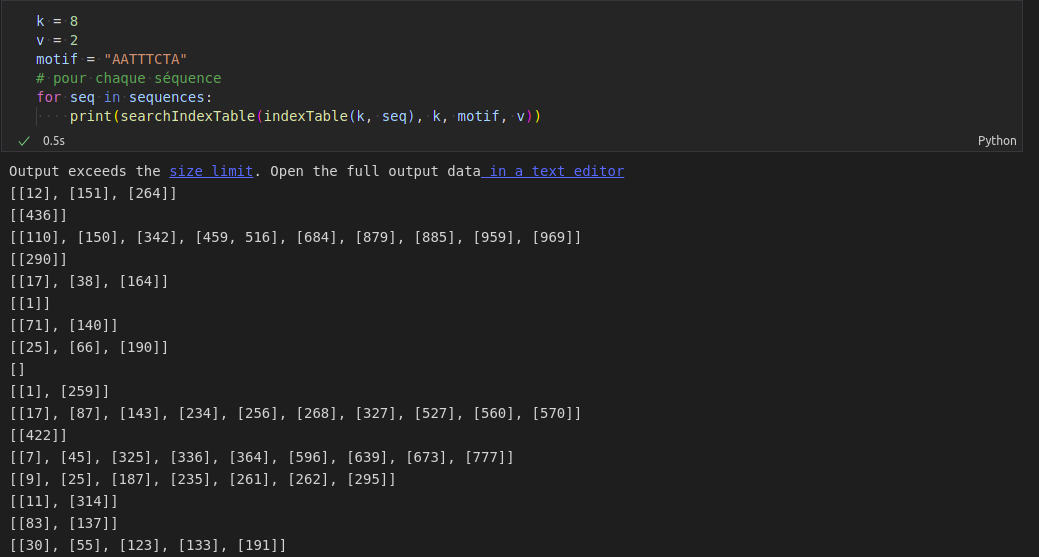 k = 8
v = 2
motif = "AATTTCTA"
# pour chaque séquence
for seq in sequences:
    print(searchIndexTable(indexTable(k, seq), k, motif, v))
0.5s
Python
Output exceeds the size limit. Open the full output data in a text editor
[[12], [151], [264]]
[[436]]
[[110], [150], [342], [459, 516], [684], [879], [885], [959], [969]]
[[290]]
[[17], [38], [164]]
[[1]]
[[71], [140]]
[[25], [66], [190]]
[]
[[1], [259]]
[[17], [87], [143], [234], [256], [268], [327], [527], [560], [570]]
[[422]]
[[7], [45], [325], [336], [364], [596], [639], [673], [777]]
[[9], [25], [187], [235], [261], [262], [295]]
[[11], [314]]
[[83], [137]]
[[30], [55], [123], [133], [191]]